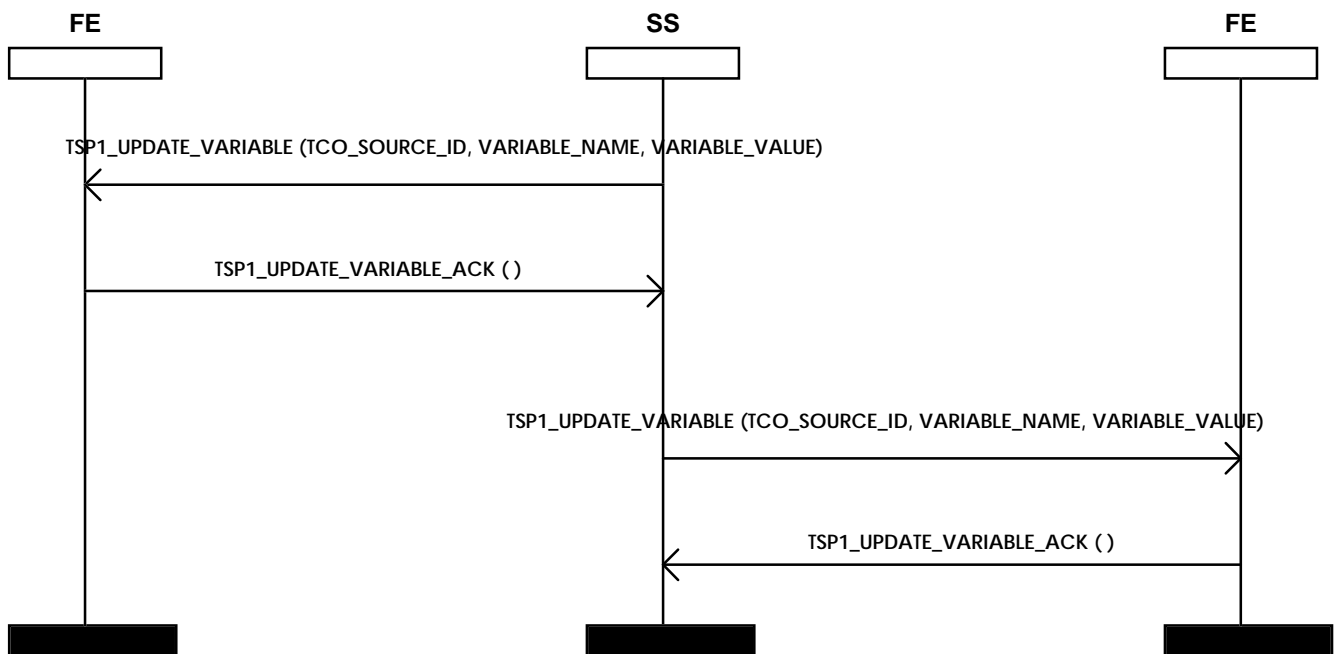 FE
SS
FE
TSP1_UPDATE_VARIABLE (TCO_SOURCE_ID, VARIABLE_NAME, VARIABLE_VALUE)
TSP1_UPDATE_VARIABLE_ACK ( )
TSP1_UPDATE_VARIABLE (TCO_SOURCE_ID, VARIABLE_NAME, VARIABLE_VALUE)
TSP1_UPDATE_VARIABLE_ACK ( )